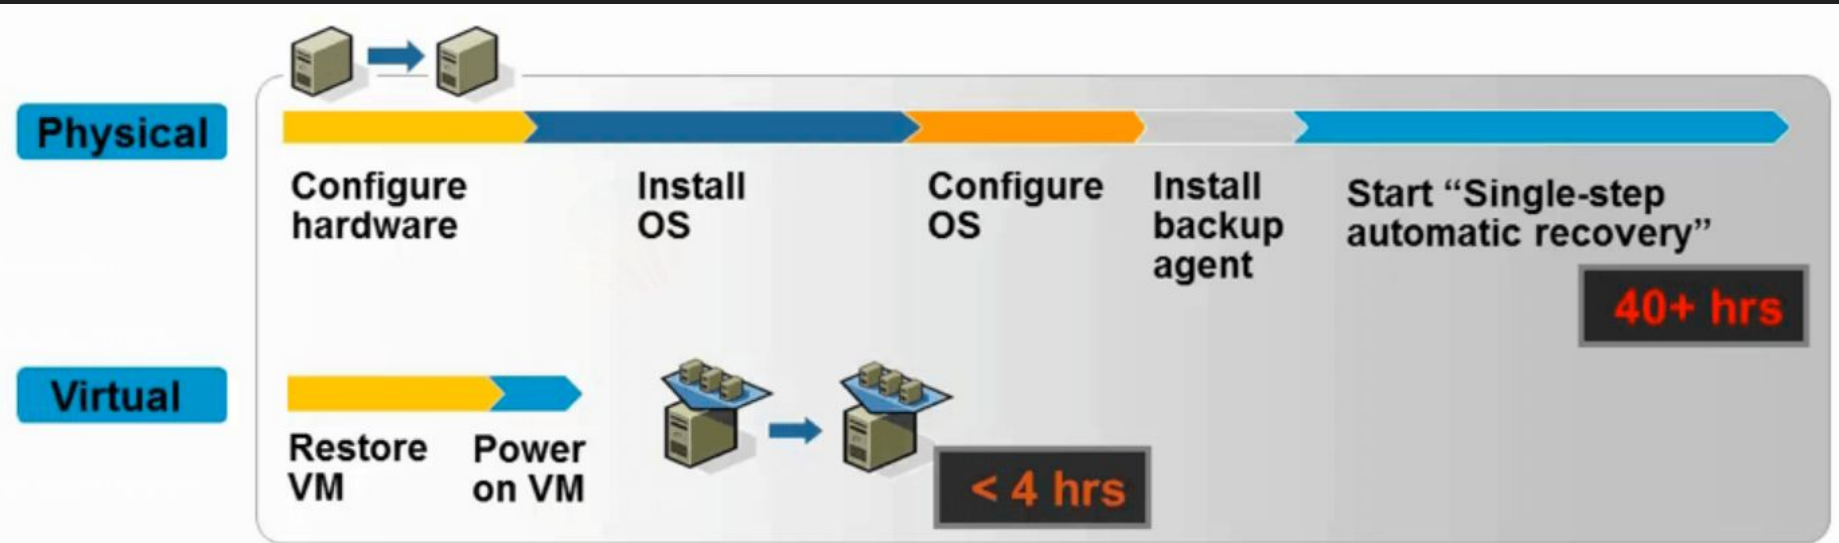 Physical
Configure
hardware
Install
OS
Configure
OS
Install
backup
agent
Start “Single-step
automatic recovery”
40+ hrs
Virtual
Restore
VM
Power
on VM
< 4 hrs